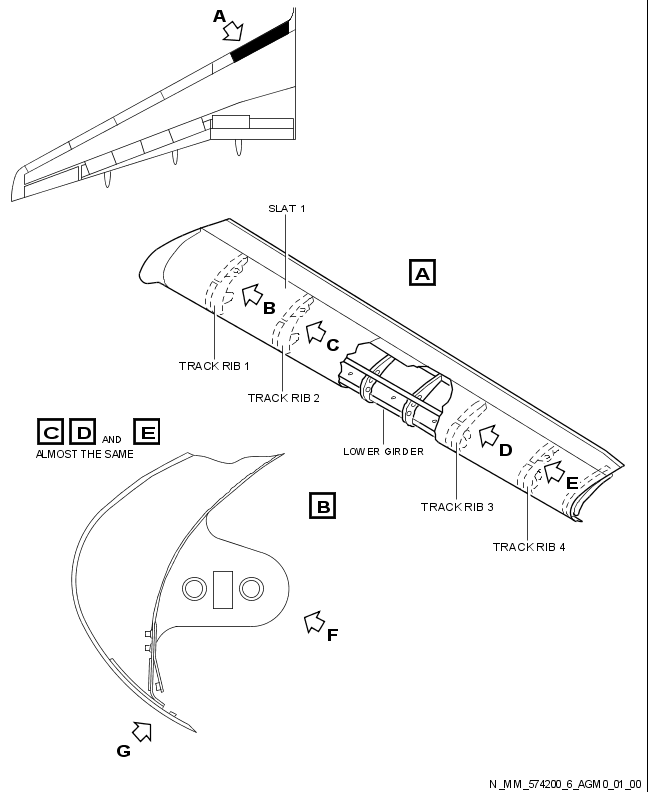 A
SLAT 1
A
B
C
TRACK RIB 1
TRACK RIB 2
C D AND E
ALMOST THE SAME
LOWER GIRDER
D
E
B
TRACK RIB 3
TRACK RIB 4
F
G
N_MM_574200_6_AGM0_01_00